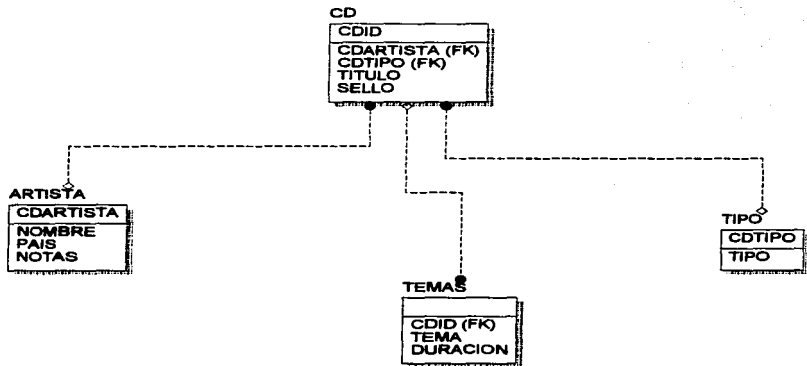 CD
CDID
CDARTISTA (FK)
CDTIPO (FK)
TITULO
SELLO
ARTISTA
CDARTISTA
NOMBRE
PAIS
NOTAS
TIPO
CDTIPO
TIPO
TEMAS
CDID (FK)
TEMA
DURACION